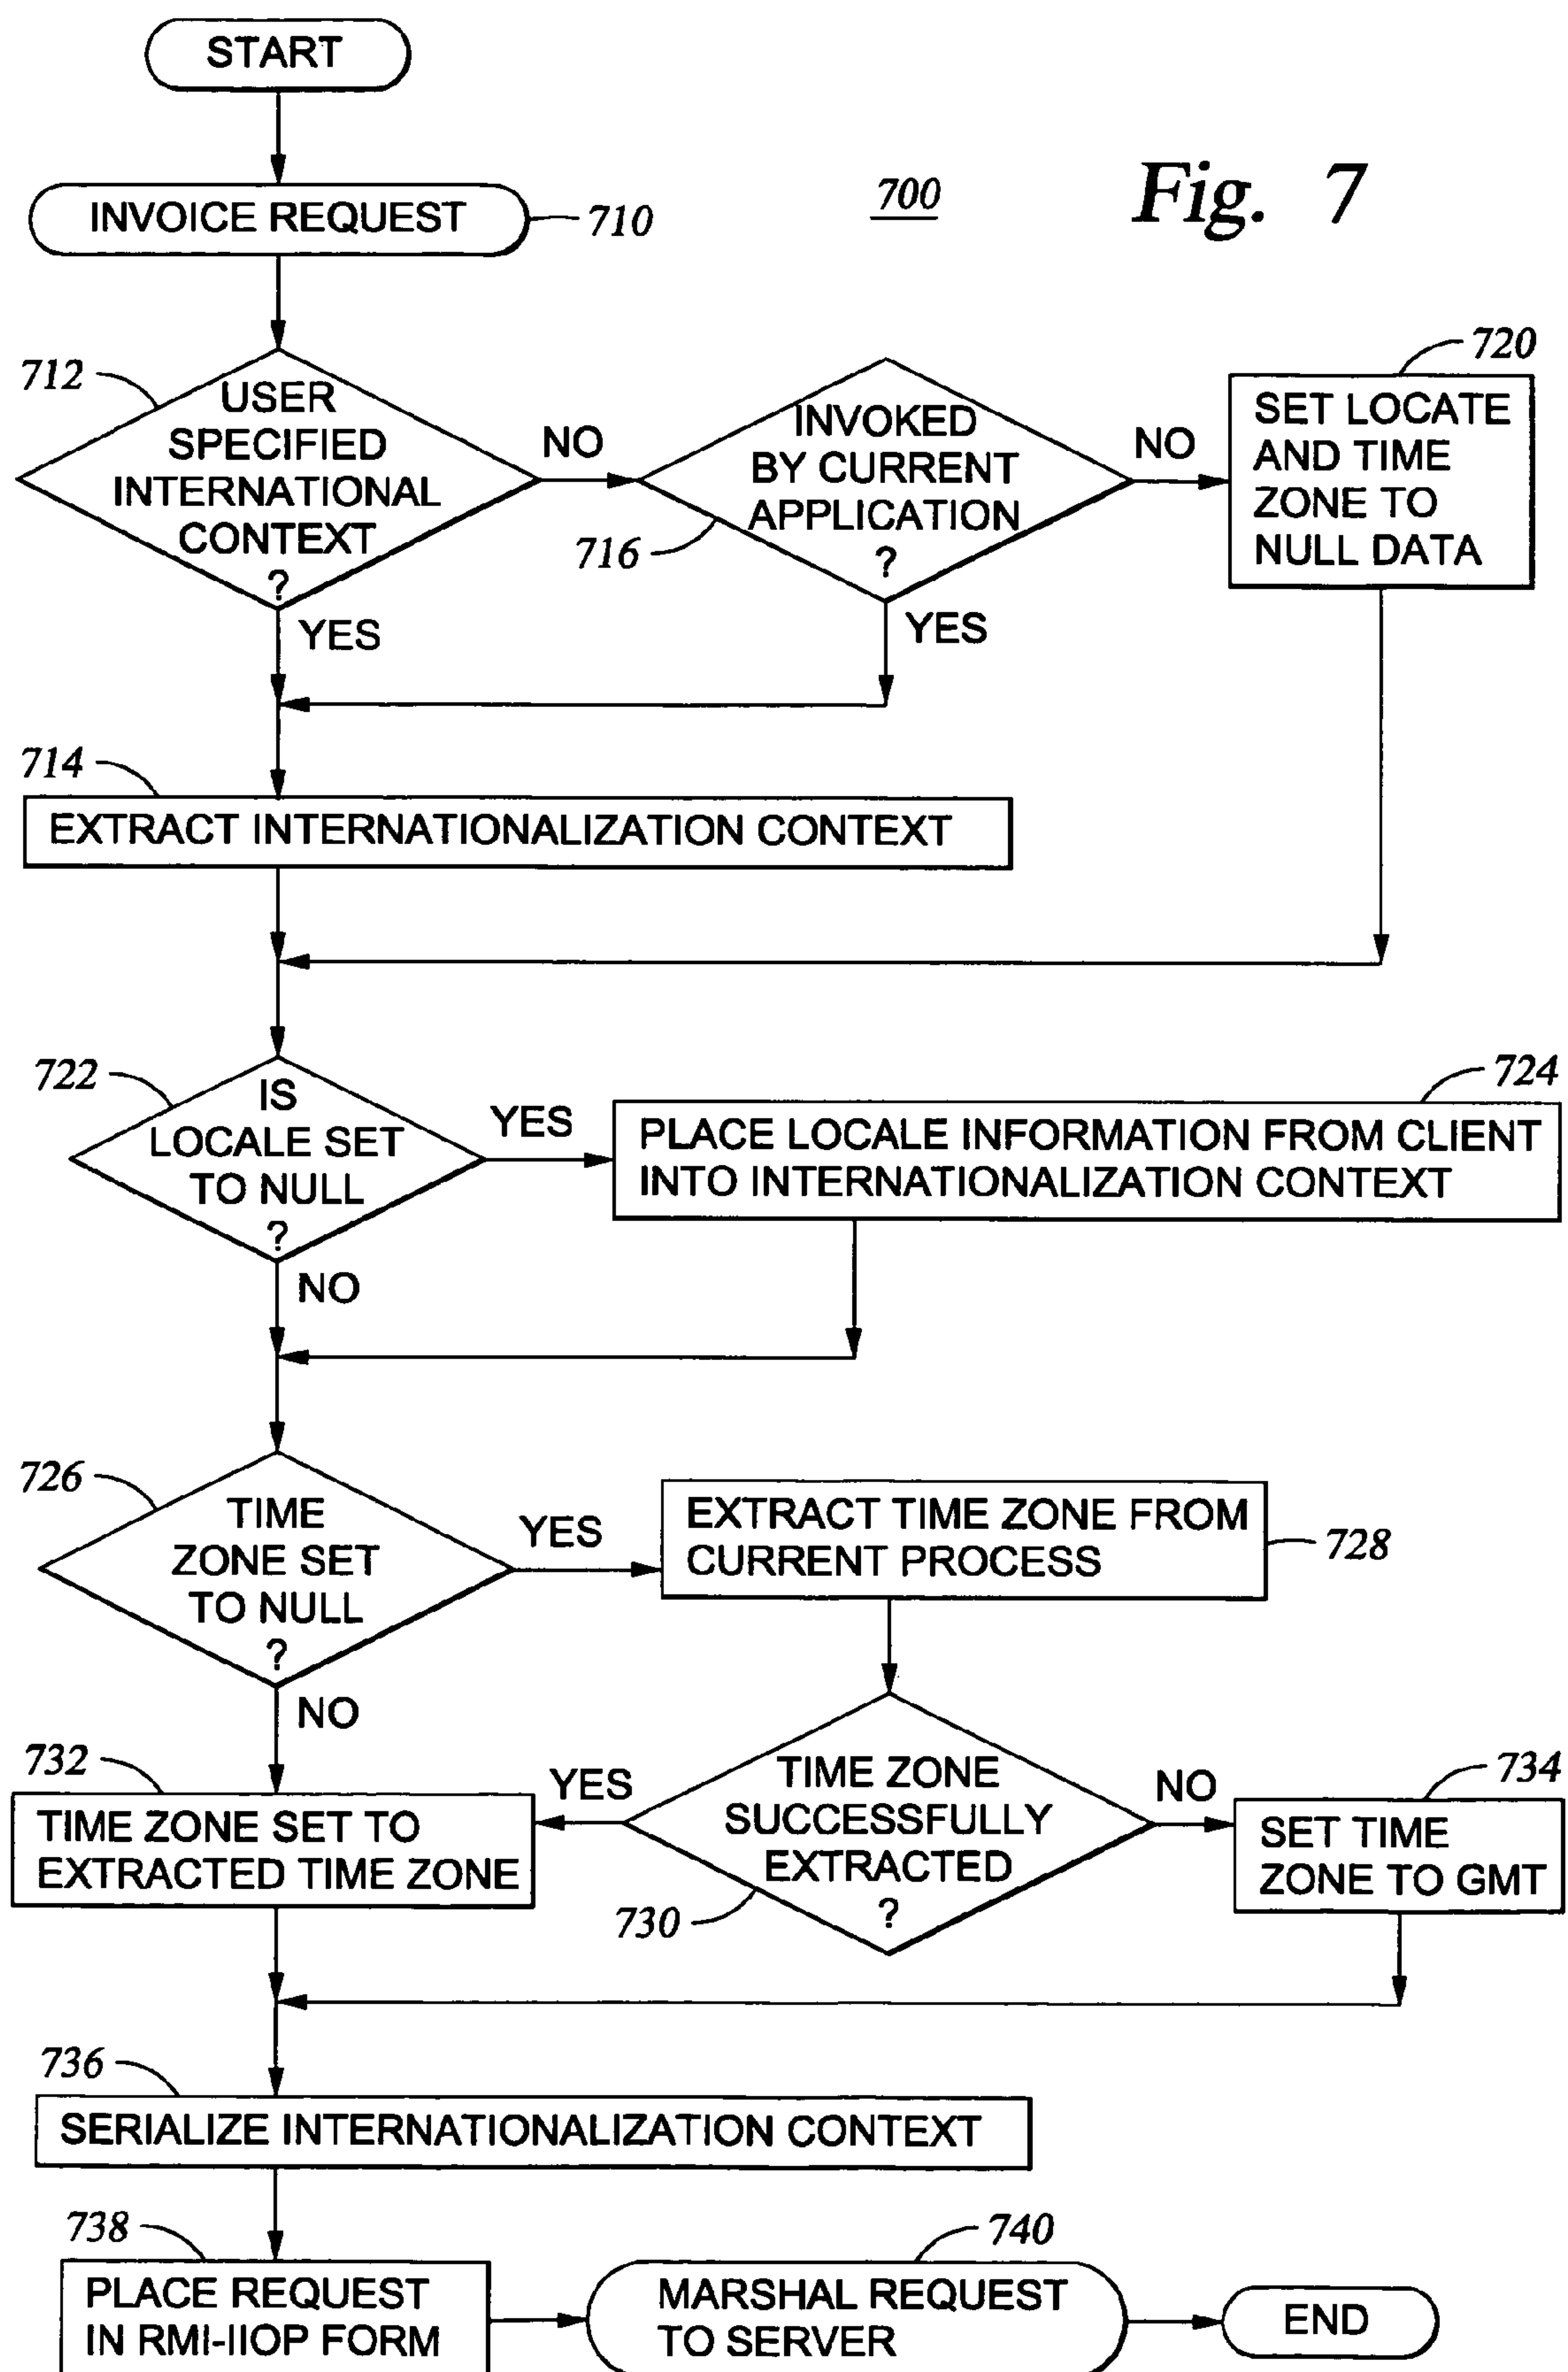 START
Fig. 7
700
INVOICE REQUEST
710
712
USER
SPECIFIED
INTERNATIONAL
CONTEXT
?
NO
YES
INVOKED
BY CURRENT
APPLICATION
?
716
NO
YES
720
SET LOCATE
AND TIME
ZONE TO
NULL DATA
714
EXTRACT INTERNATIONALIZATION CONTEXT
722
IS
LOCALE SET
TO NULL
?
YES
NO
724
PLACE LOCALE INFORMATION FROM CLIENT
INTO INTERNATIONALIZATION CONTEXT
726
TIME
ZONE SET
TO NULL
?
YES
NO
EXTRACT TIME ZONE FROM
CURRENT PROCESS
728
732
TIME ZONE SET TO
EXTRACTED TIME ZONE
YES
TIME ZONE
SUCCESSFULLY
EXTRACTED
?
730
NO
734
SET TIME
ZONE TO GMT
736
SERIALIZE INTERNATIONALIZATION CONTEXT
738
PLACE REQUEST
IN RMI-IIOP FORM
740
MARSHAL REQUEST
TO SERVER
END